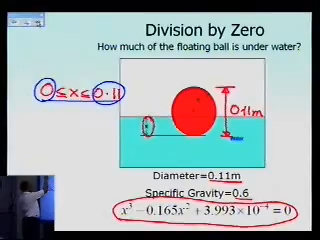 Division by Zero
How much of the floating ball is under water?
0 ≤ x ≤ 0.11
0.11m
Diameter=0.11m
Specific Gravity=0.6
x³ − 0.165x² + 3.993×10⁻⁴ = 0